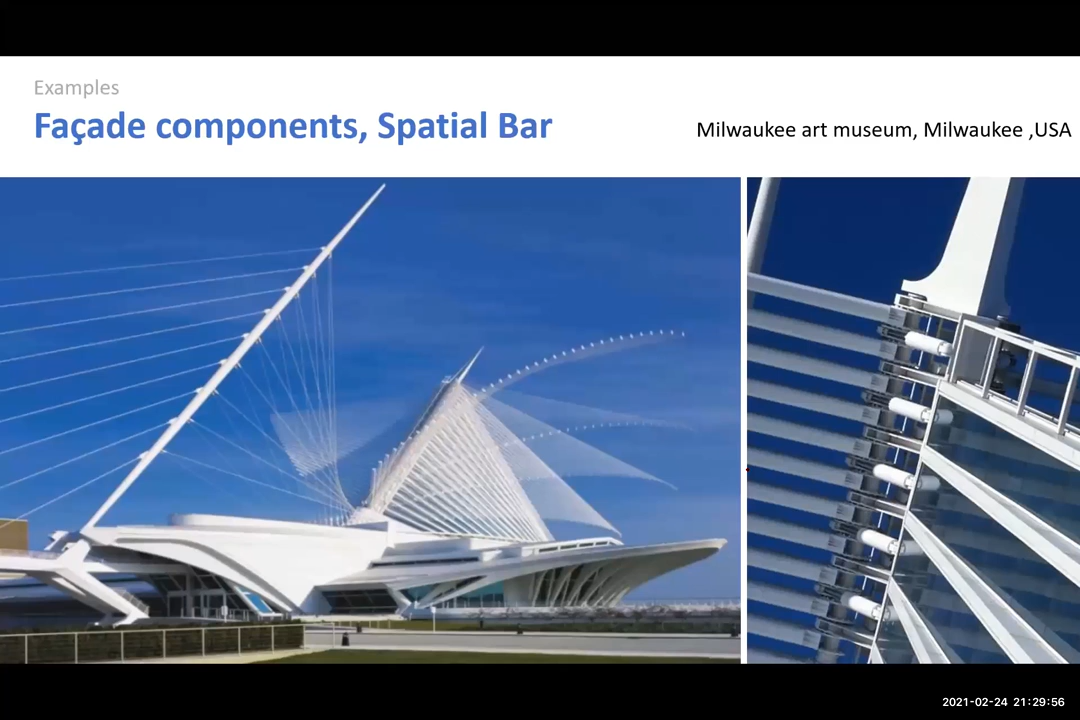 Examples
Façade components, Spatial Bar
Milwaukee art museum, Milwaukee ,USA
2021-02-24 21:29:56